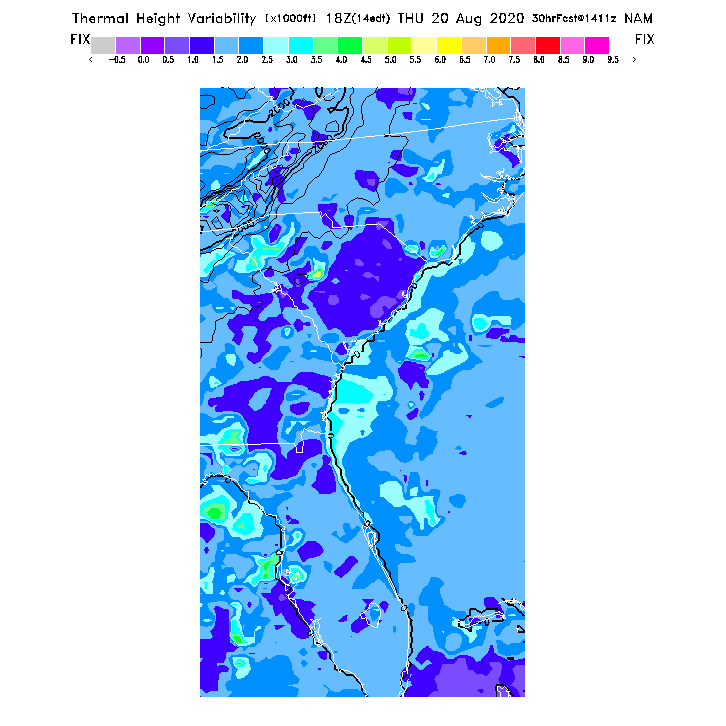 Thermal Height Variability [x1000ft] 18Z(14edt) THU 20 Aug 2020 30hrFcst@1411z NAM
FIX FIX
< −0.5 0.0 0.5 1.0 1.5 2.0 2.5 3.0 3.5 4.0 4.5 5.0 5.5 6.0 6.5 7.0 7.5 8.0 8.5 9.0 9.5 >